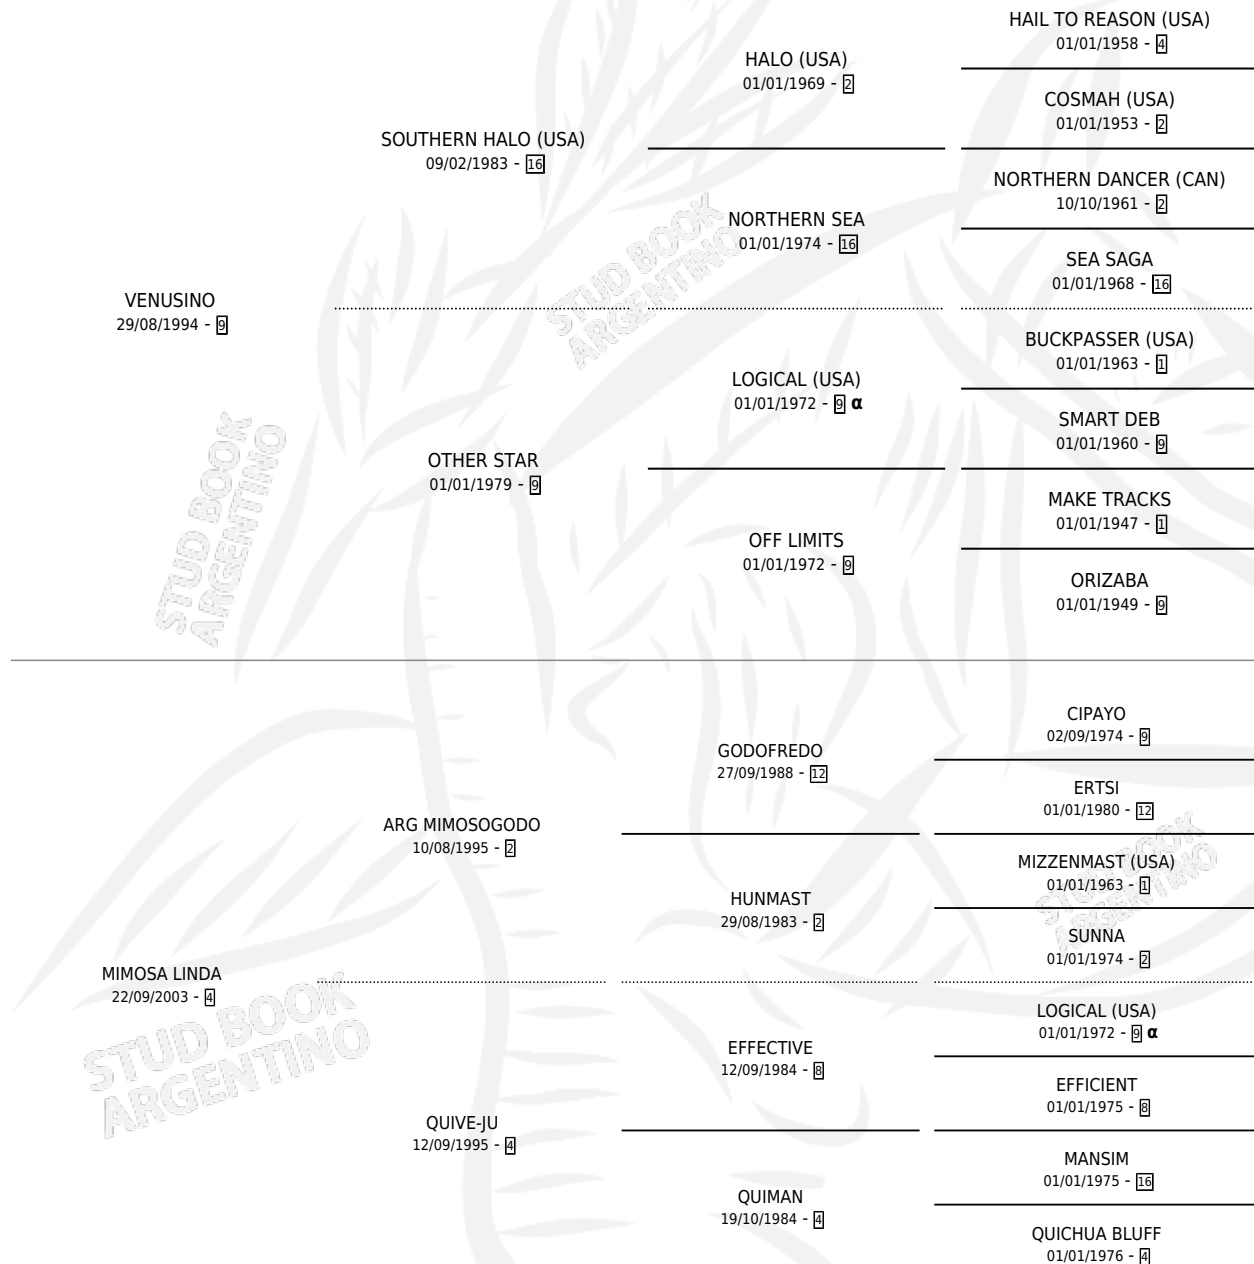 HAIL TO REASON (USA)
01/01/1958 - 4
HALO (USA)
01/01/1969 - 2
COSMAH (USA)
01/01/1953 - 2
SOUTHERN HALO (USA)
09/02/1983 - 16
NORTHERN DANCER (CAN)
10/10/1961 - 2
NORTHERN SEA
01/01/1974 - 16
SEA SAGA
01/01/1968 - 16
VENUSINO
29/08/1994 - 9
BUCKPASSER (USA)
01/01/1963 - 1
LOGICAL (USA)
01/01/1972 - 9 α
SMART DEB
01/01/1960 - 9
OTHER STAR
01/01/1979 - 9
MAKE TRACKS
01/01/1947 - 1
OFF LIMITS
01/01/1972 - 9
ORIZABA
01/01/1949 - 9
CIPAYO
02/09/1974 - 9
GODOFREDO
27/09/1988 - 12
ERTSI
01/01/1980 - 12
ARG MIMOSOGODO
10/08/1995 - 2
MIZZENMAST (USA)
01/01/1963 - 1
HUNMAST
29/08/1983 - 2
SUNNA
01/01/1974 - 2
MIMOSA LINDA
22/09/2003 - 4
LOGICAL (USA)
01/01/1972 - 9 α
EFFECTIVE
12/09/1984 - 8
EFFICIENT
01/01/1975 - 8
QUIVE-JU
12/09/1995 - 4
MANSIM
01/01/1975 - 16
QUIMAN
19/10/1984 - 4
QUICHUA BLUFF
01/01/1976 - 4
STUD BOOK
ARGENTINO
STUD BOOK
ARGENTINO
STUD BOOK
ARGENTINO
STUD BOOK
ARGENTINO